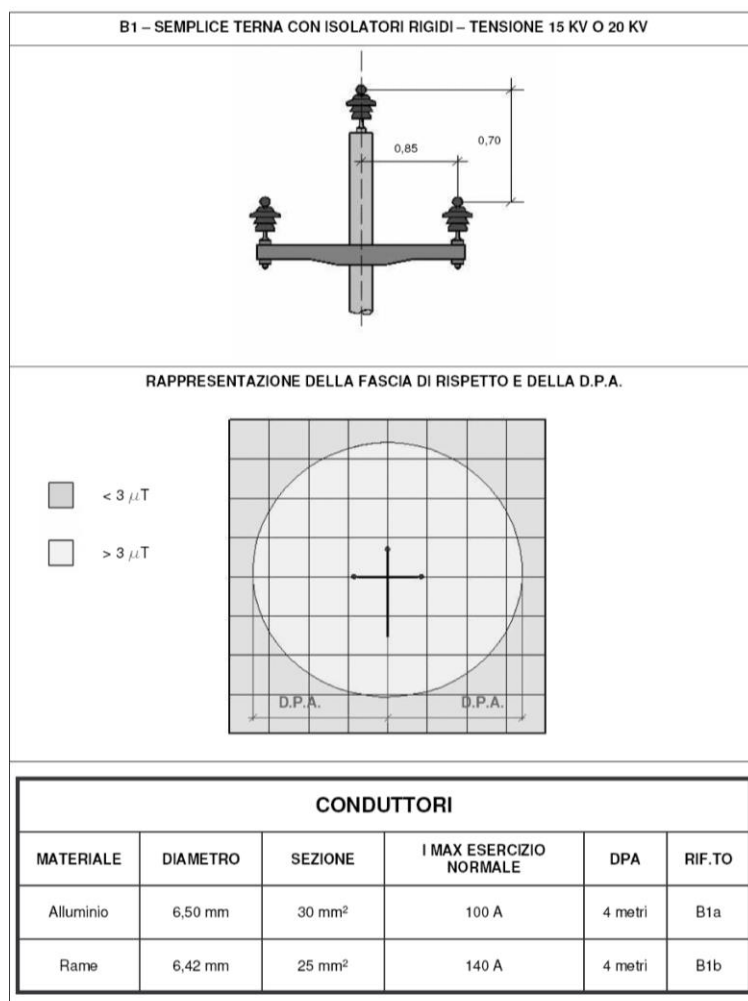 B1 – SEMPLICE TERNA CON ISOLATORI RIGIDI – TENSIONE 15 KV O 20 KV
0,85
0,70
RAPPRESENTAZIONE DELLA FASCIA DI RISPETTO E DELLA D.P.A.
< 3 μT
> 3 μT
D.P.A. D.P.A.
CONDUTTORI
MATERIALE DIAMETRO SEZIONE I MAX ESERCIZIO NORMALE DPA RIF.TO
Alluminio 6,50 mm 30 mm² 100 A 4 metri B1a
Rame 6,42 mm 25 mm² 140 A 4 metri B1b